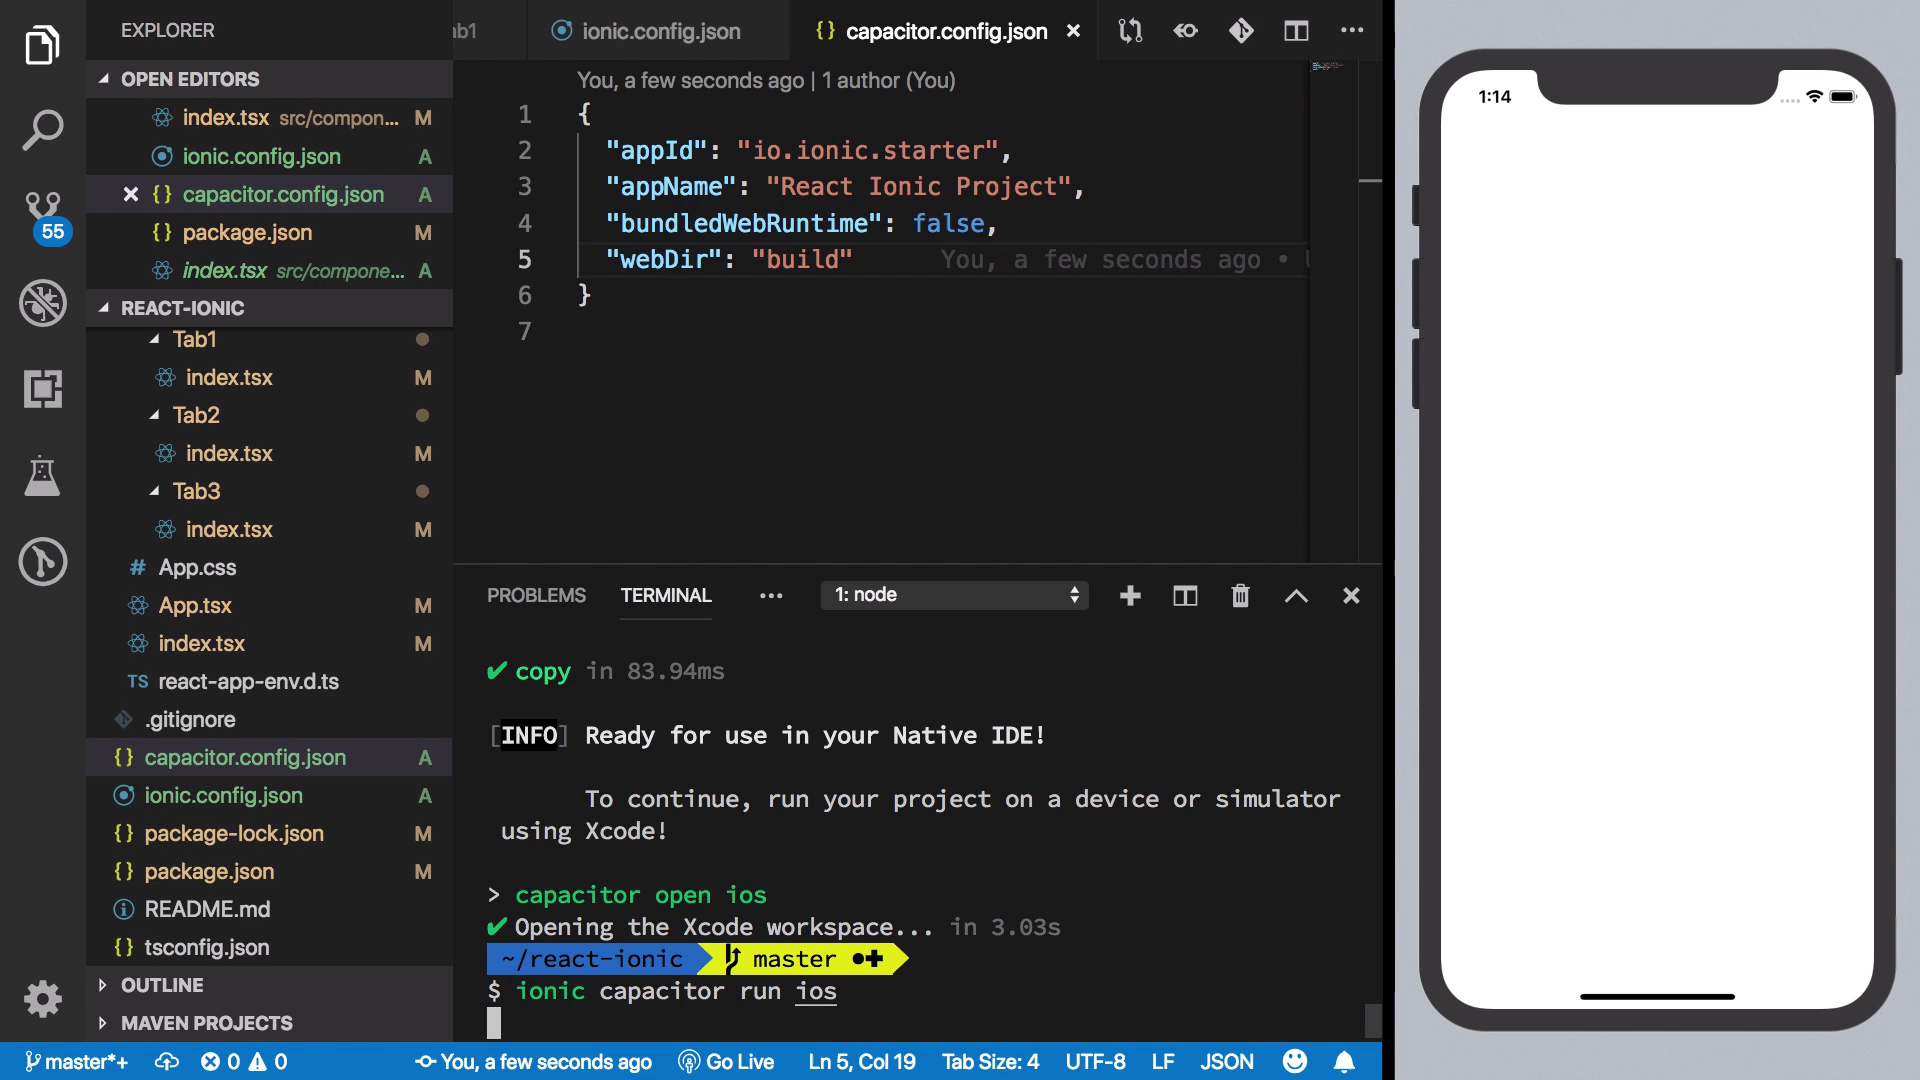 EXPLORER
OPEN EDITORS
index.tsx src/compon... M
ionic.config.json A
capacitor.config.json A
package.json M
index.tsx src/compone... A
REACT-IONIC
Tab1
index.tsx M
Tab2
index.tsx M
Tab3
index.tsx M
# App.css
App.tsx M
index.tsx M
TS react-app-env.d.ts
.gitignore
{} capacitor.config.json A
ionic.config.json A
{} package-lock.json M
{} package.json M
README.md
{} tsconfig.json
OUTLINE
MAVEN PROJECTS
55
ab1
ionic.config.json
{} capacitor.config.json
You, a few seconds ago | 1 author (You)
1 {
2 "appId": "io.ionic.starter",
3 "appName": "React Ionic Project",
4 "bundledWebRuntime": false,
5 "webDir": "build" You, a few seconds ago •
6 }
7
PROBLEMS TERMINAL ... 1: node
✔ copy in 83.94ms
[INFO] Ready for use in your Native IDE!
To continue, run your project on a device or simulator
using Xcode!
> capacitor open ios
✔ Opening the Xcode workspace... in 3.03s
~/react-ionic master ●✚
$ ionic capacitor run ios
master*+ 0 0 You, a few seconds ago Go Live Ln 5, Col 19 Tab Size: 4 UTF-8 LF JSON
1:14